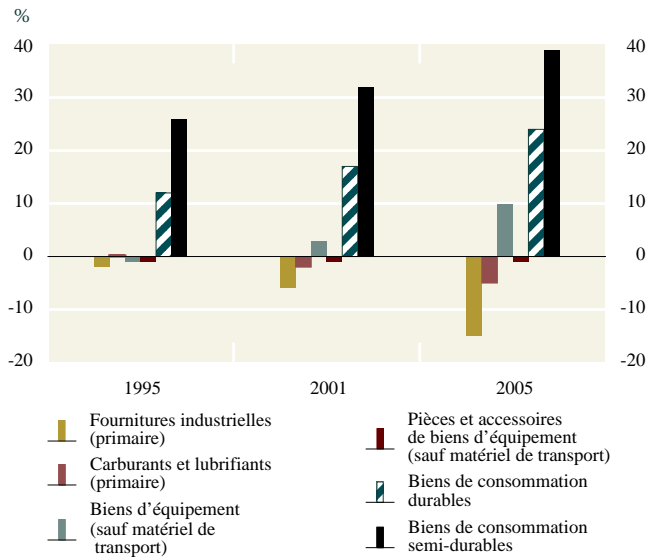 %
40 40
30 30
20 20
10 10
0 0
-10 -10
-20 -20
1995 2001 2005
Fournitures industrielles
(primaire)
Carburants et lubrifiants
(primaire)
Biens d'équipement
(sauf matériel de
transport)
Pièces et accessoires
de biens d'équipement
(sauf matériel de transport)
Biens de consommation
durables
Biens de consommation
semi-durables